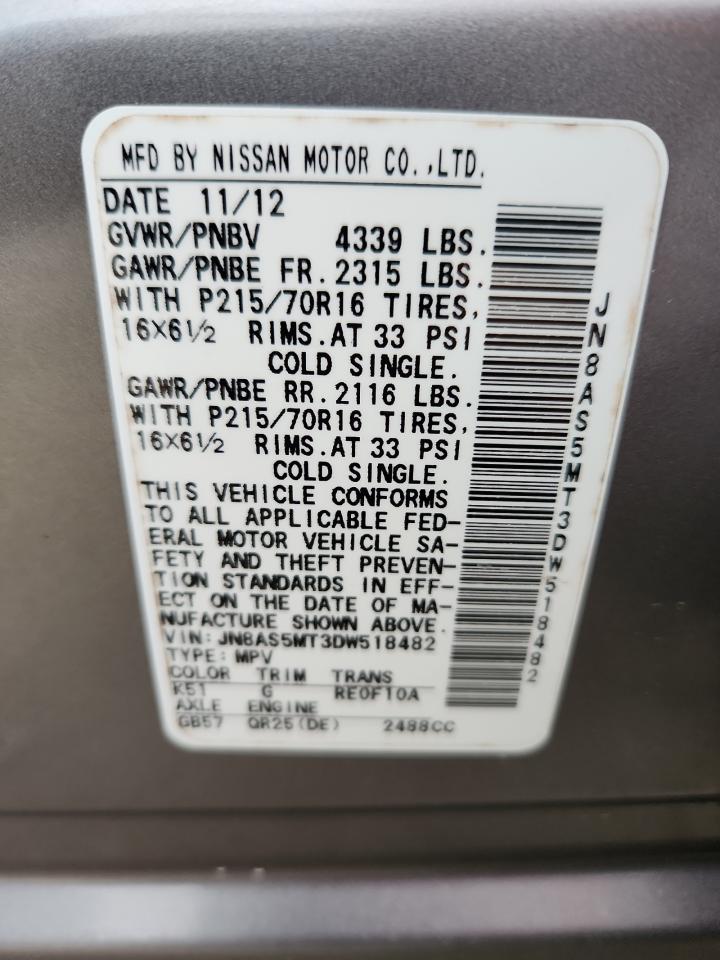 MFD BY NISSAN MOTOR CO.,LTD.
DATE 11/12
GVWR/PNBV 4339 LBS.
GAWR/PNBE FR. 2315 LBS.
WITH P215/70R16 TIRES,
16X6½ RIMS.AT 33 PSI
COLD SINGLE.
GAWR/PNBE RR. 2116 LBS.
WITH P215/70R16 TIRES,
16X6½ RIMS.AT 33 PSI
COLD SINGLE.
THIS VEHICLE CONFORMS
TO ALL APPLICABLE FED-
ERAL MOTOR VEHICLE SA-
FETY AND THEFT PREVEN-
TION STANDARDS IN EFF-
ECT ON THE DATE OF MA-
NUFACTURE SHOWN ABOVE.
VIN: JN8AS5MT3DW518482
TYPE: MPV
COLOR TRIM TRANS
K51 G RE0F10A
AXLE ENGINE
GB57 QR25(DE) 2488CC
JN8AS5MT3DW518482